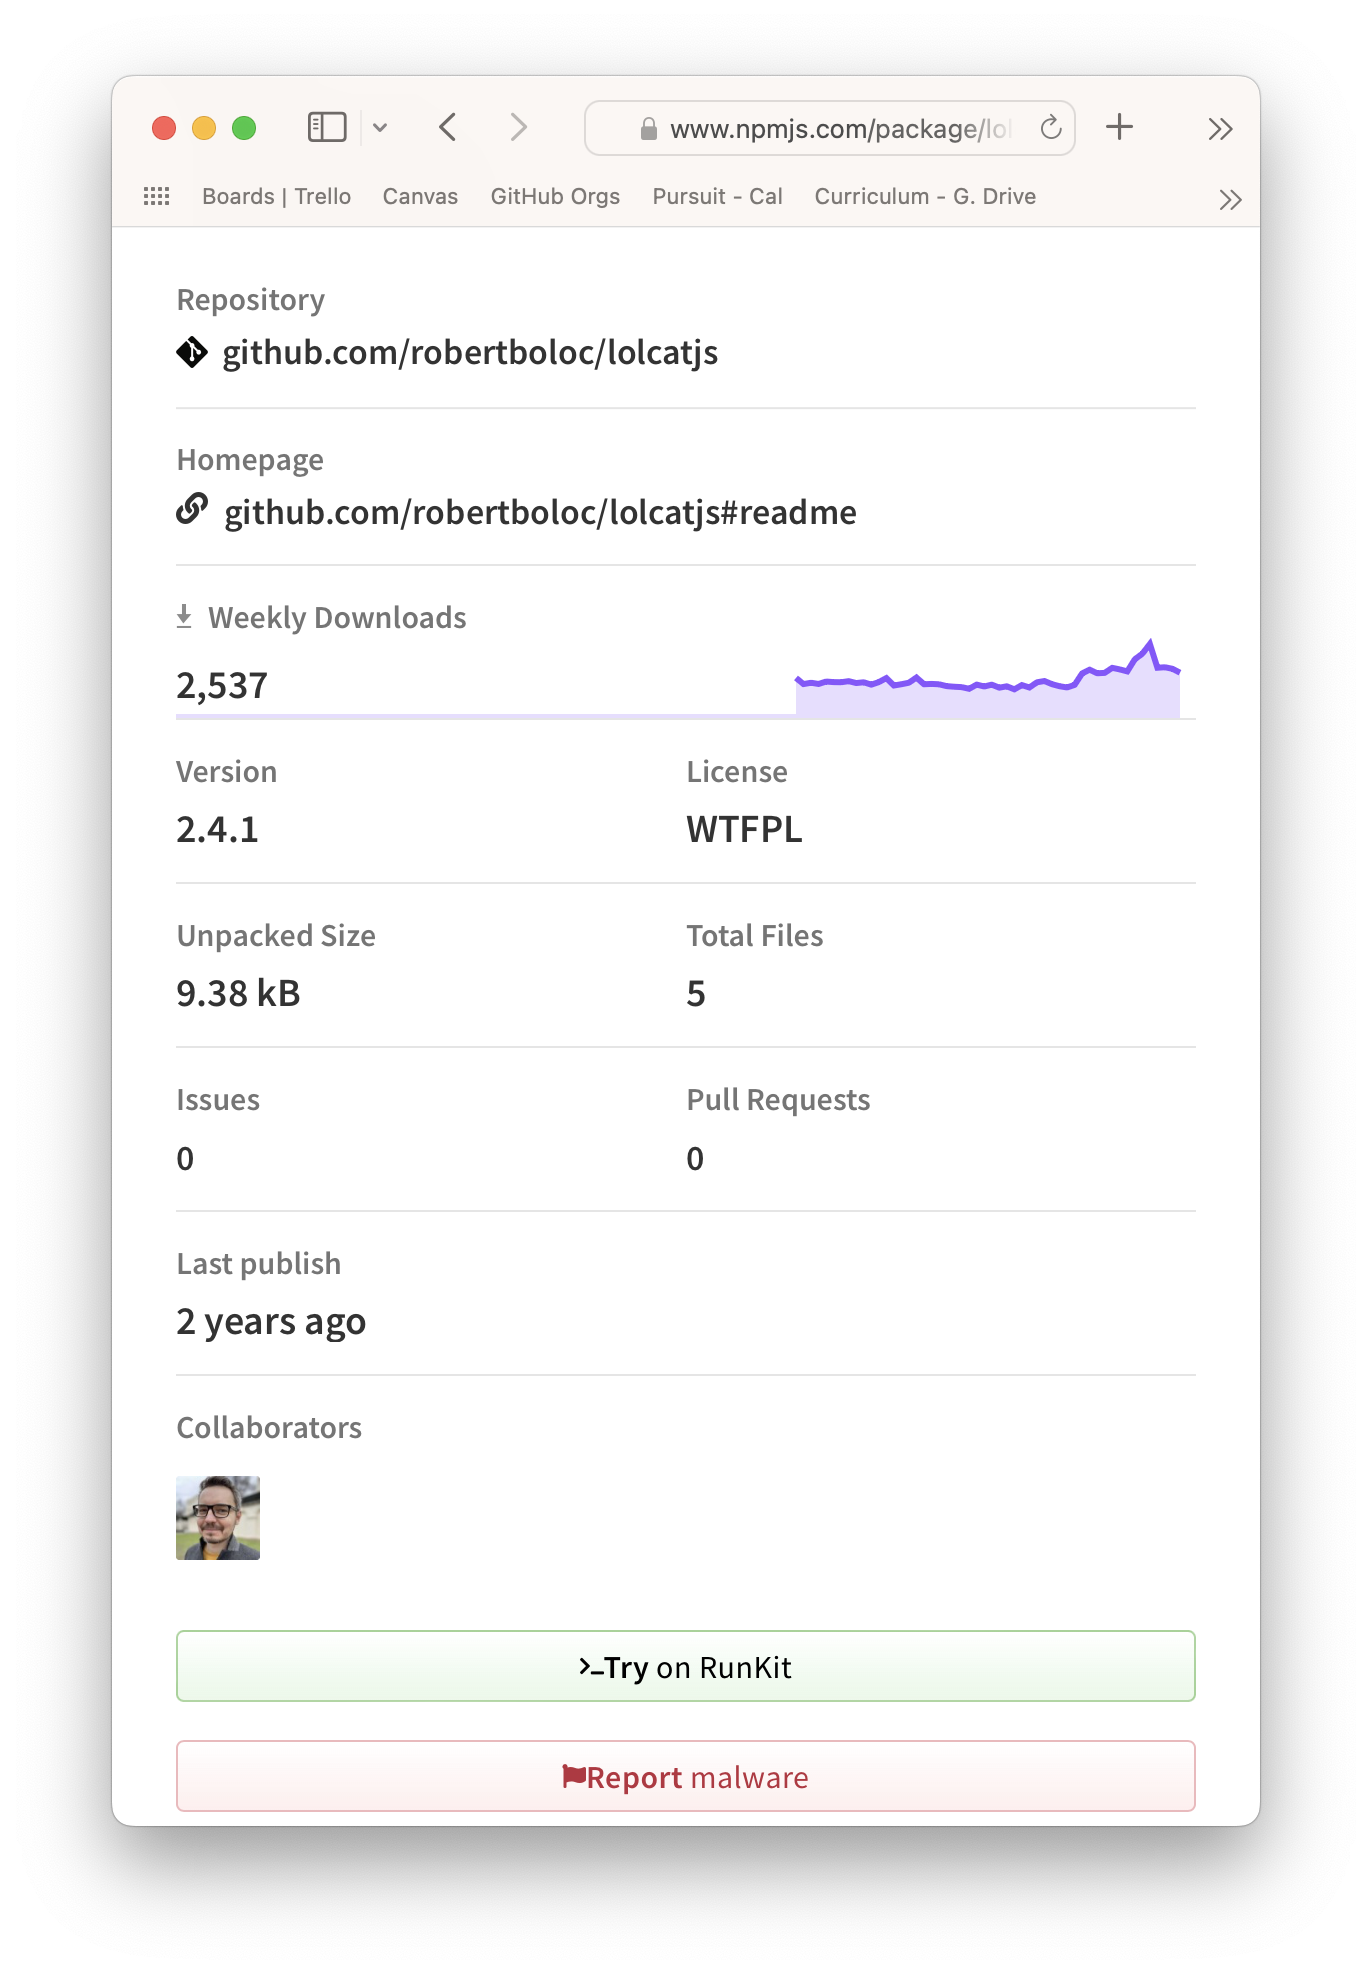 www.npmjs.com/package/lol
Boards | Trello Canvas GitHub Orgs Pursuit - Cal Curriculum - G. Drive
Repository
github.com/robertboloc/lolcatjs
Homepage
github.com/robertboloc/lolcatjs#readme
Weekly Downloads
2,537
Version License
2.4.1 WTFPL
Unpacked Size Total Files
9.38 kB 5
Issues Pull Requests
0 0
Last publish
2 years ago
Collaborators
Try on RunKit
Report malware